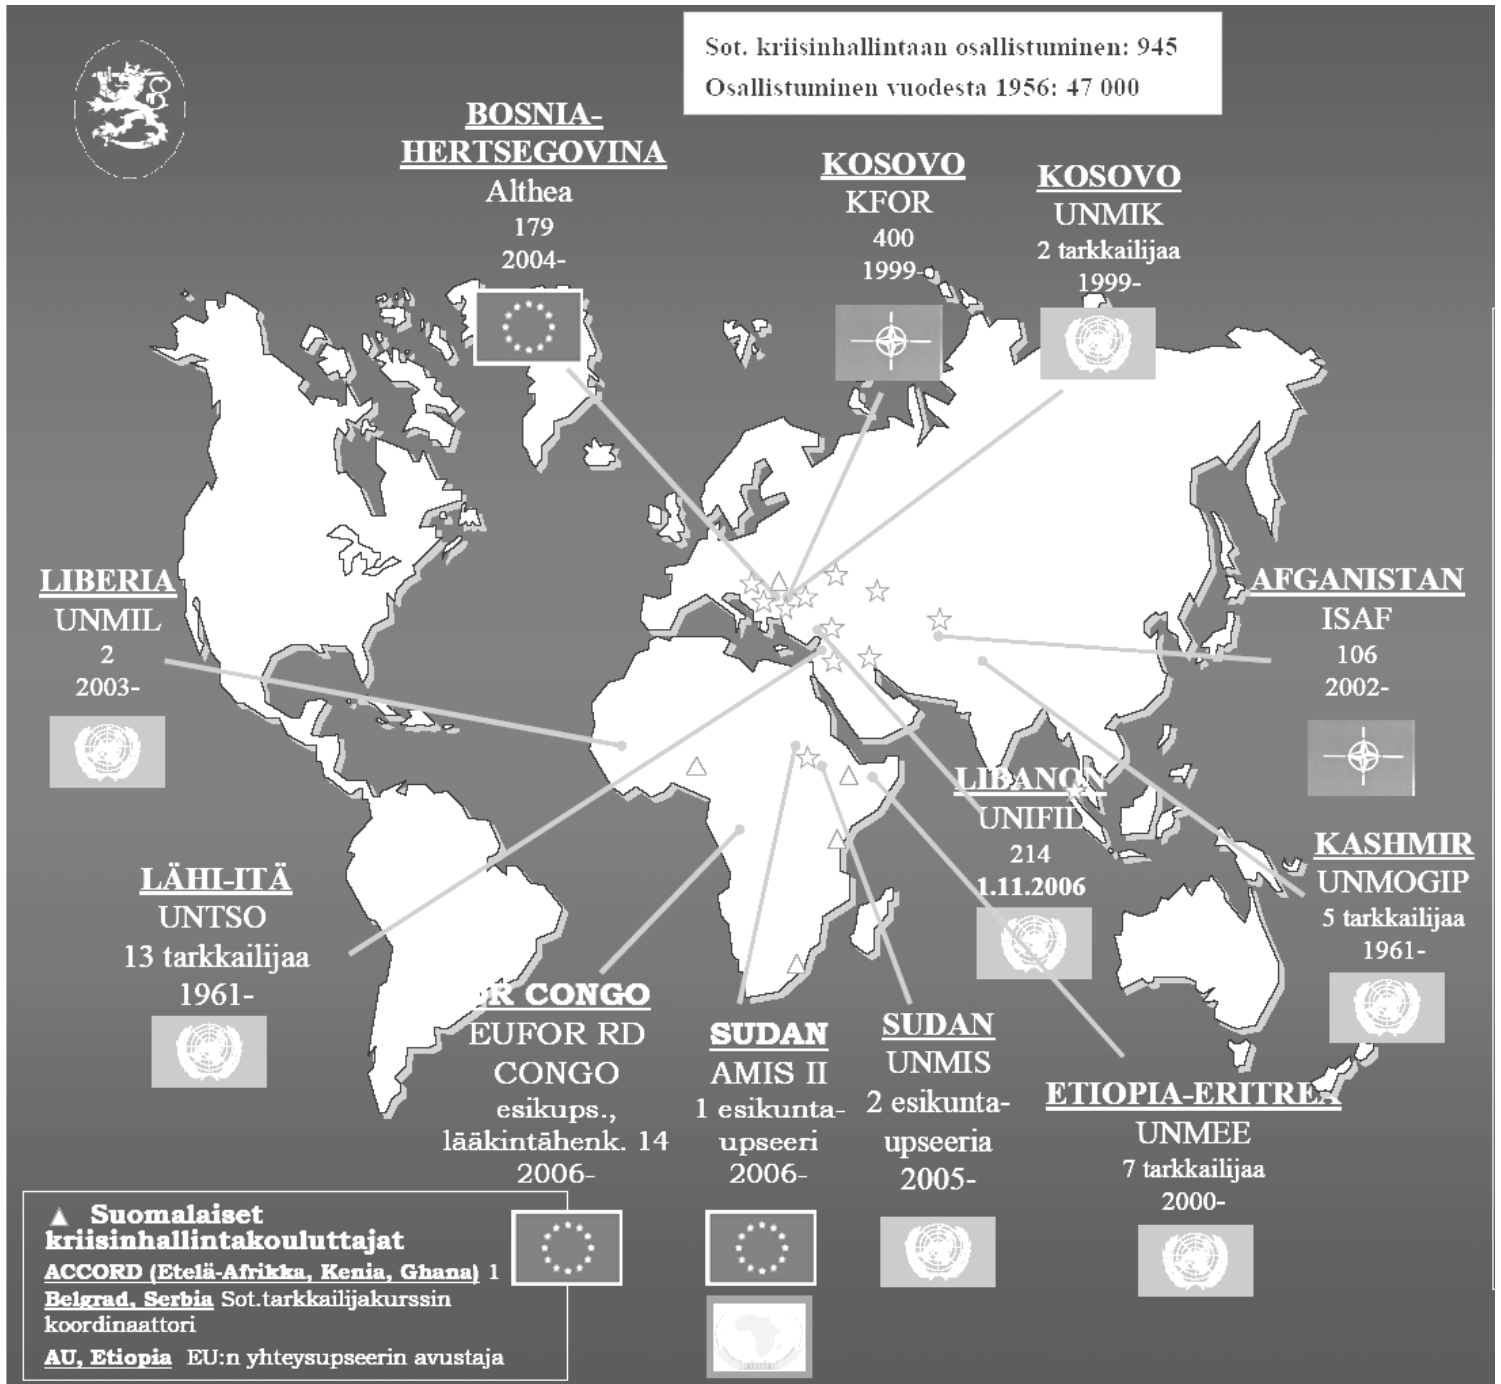 Sot. kriisinhallintaan osallistuminen: 945
Osallistuminen vuodesta 1956: 47 000
BOSNIA-
HERTSEGOVINA
Althea
179
2004-
KOSOVO
KFOR
400
1999-
KOSOVO
UNMIK
2 tarkkailijaa
1999-
LIBERIA
UNMIL
2
2003-
AFGANISTAN
ISAF
106
2002-
LIBANON
UNIFIL
214
1.11.2006
KASHMIR
UNMOGIP
5 tarkkailijaa
1961-
LÄHI-ITÄ
UNTSO
13 tarkkailijaa
1961-
DR CONGO
EUFOR RD
CONGO
esikups.,
lääkintähenk. 14
2006-
SUDAN
AMIS II
1 esikunta-
upseeri
2006-
SUDAN
UNMIS
2 esikunta-
upseeria
2005-
ETIOPIA-ERITREA
UNMEE
7 tarkkailijaa
2000-
Suomalaiset
kriisinhallintakouluttajat
ACCORD (Etelä-Afrikka, Kenia, Ghana) 1
Belgrad, Serbia Sot.tarkkailijakurssin
koordinaattori
AU, Etiopia EU:n yhteysupseerin avustaja